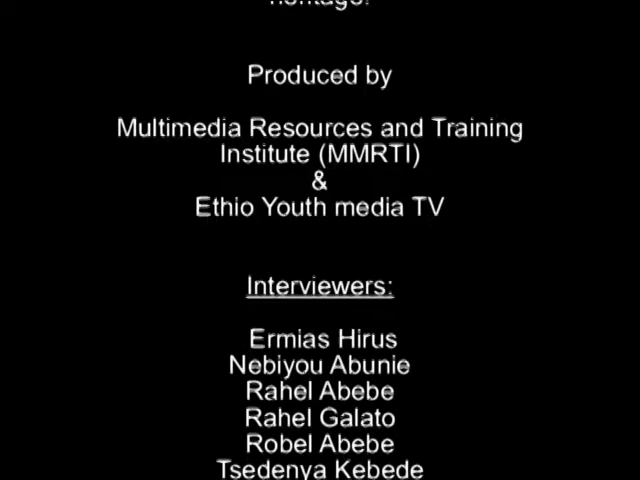 heritage.
Produced by
Multimedia Resources and Training
Institute (MMRTI)
&
Ethio Youth media TV
Interviewers:
Ermias Hirus
Nebiyou Abunie
Rahel Abebe
Rahel Galato
Robel Abebe
Tsedenya Kebede